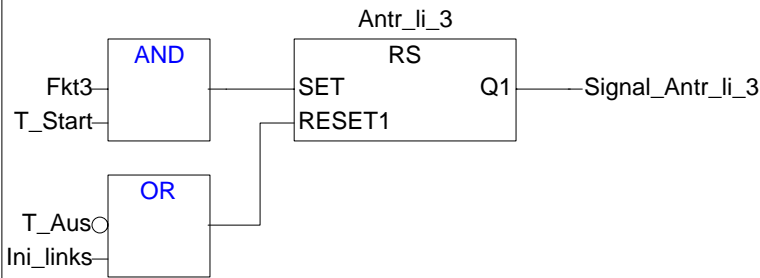 Antr_li_3
AND
RS
Fkt3
SET
Q1
Signal_Antr_li_3
T_Start
RESET1
OR
T_Aus
Ini_links